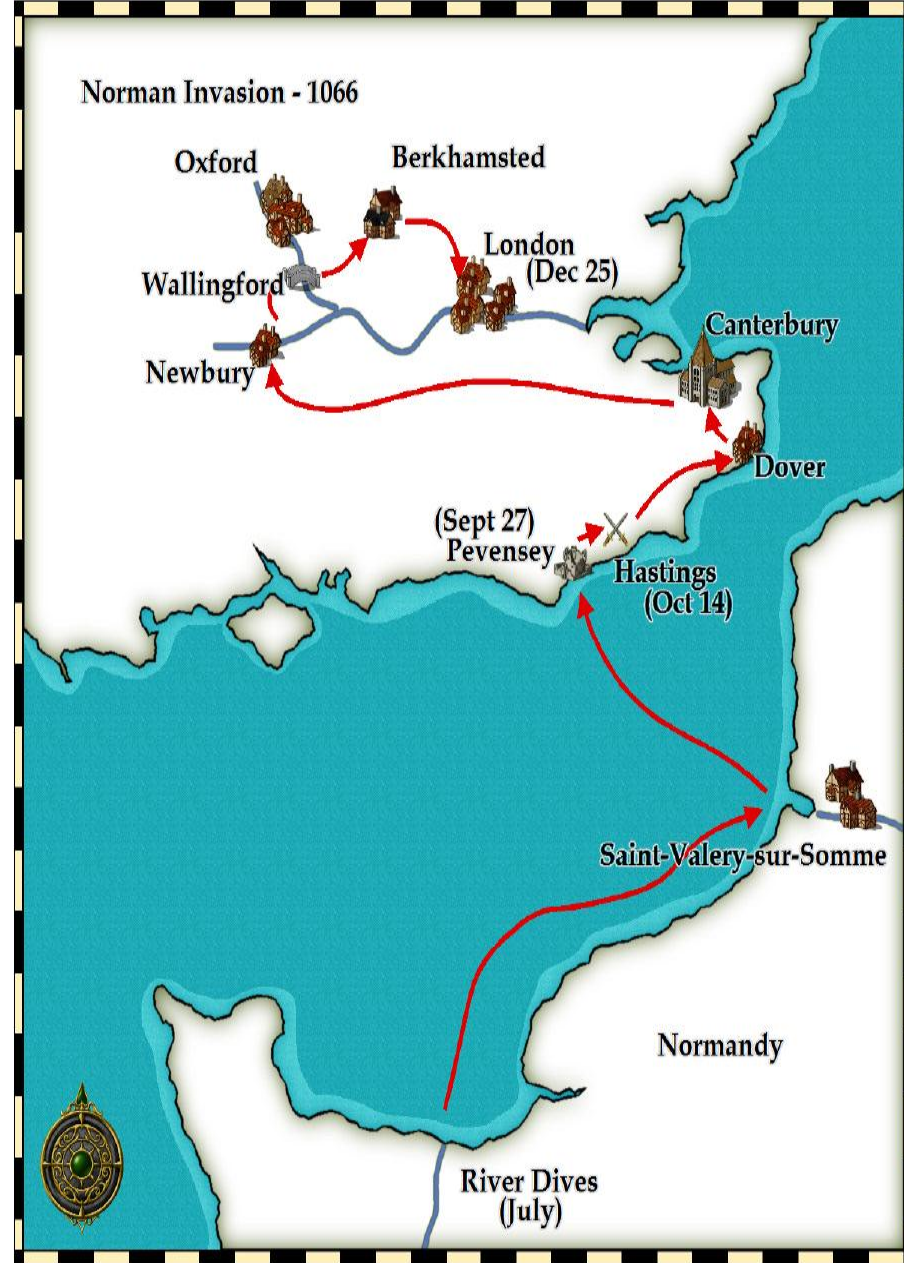 Norman Invasion - 1066
Oxford
Berkhamsted
London
(Dec 25)
Wallingford
Canterbury
Newbury
Dover
(Sept 27)
Pevensey
Hastings
(Oct 14)
Saint-Valery-sur-Somme
Normandy
River Dives
(July)